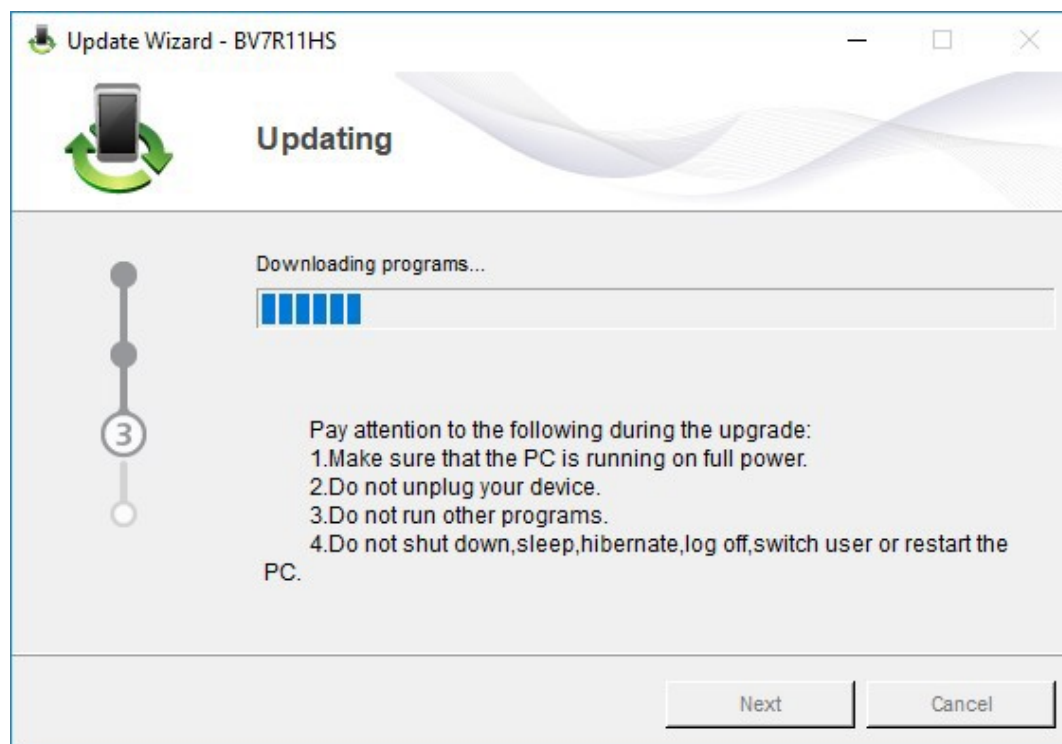 Update Wizard - BV7R11HS
Updating
Downloading programs...
3
Pay attention to the following during the upgrade:
1.Make sure that the PC is running on full power.
2.Do not unplug your device.
3.Do not run other programs.
4.Do not shut down,sleep,hibernate,log off,switch user or restart the
PC.
Next
Cancel